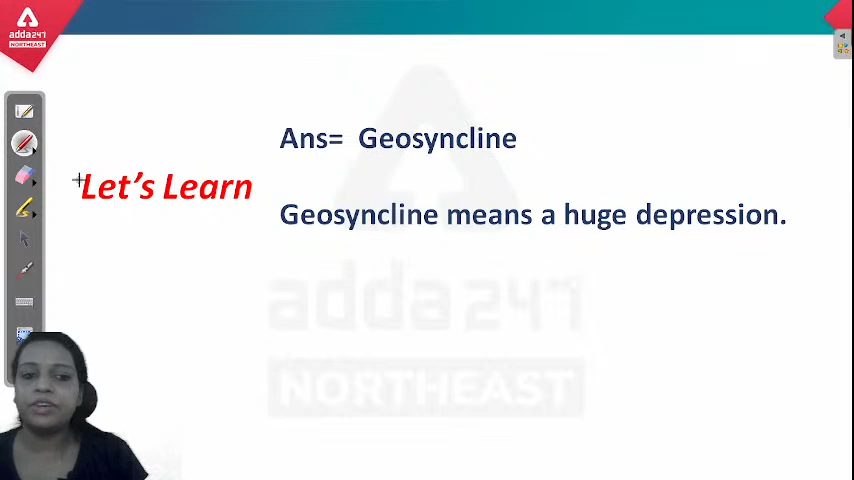 adda247
NORTHEAST
Ans= Geosyncline
Let's Learn
Geosyncline means a huge depression.
adda247
NORTHEAST